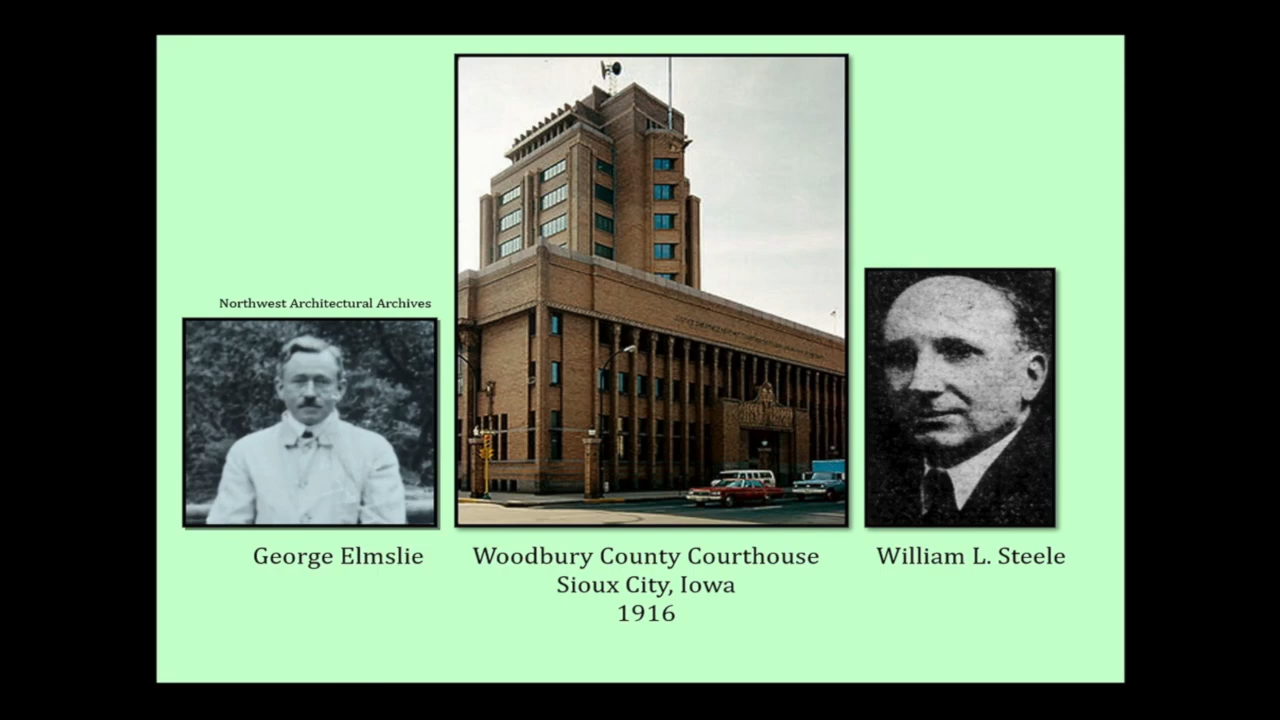 Northwest Architectural Archives
George Elmslie
Woodbury County Courthouse
Sioux City, Iowa
1916
William L. Steele